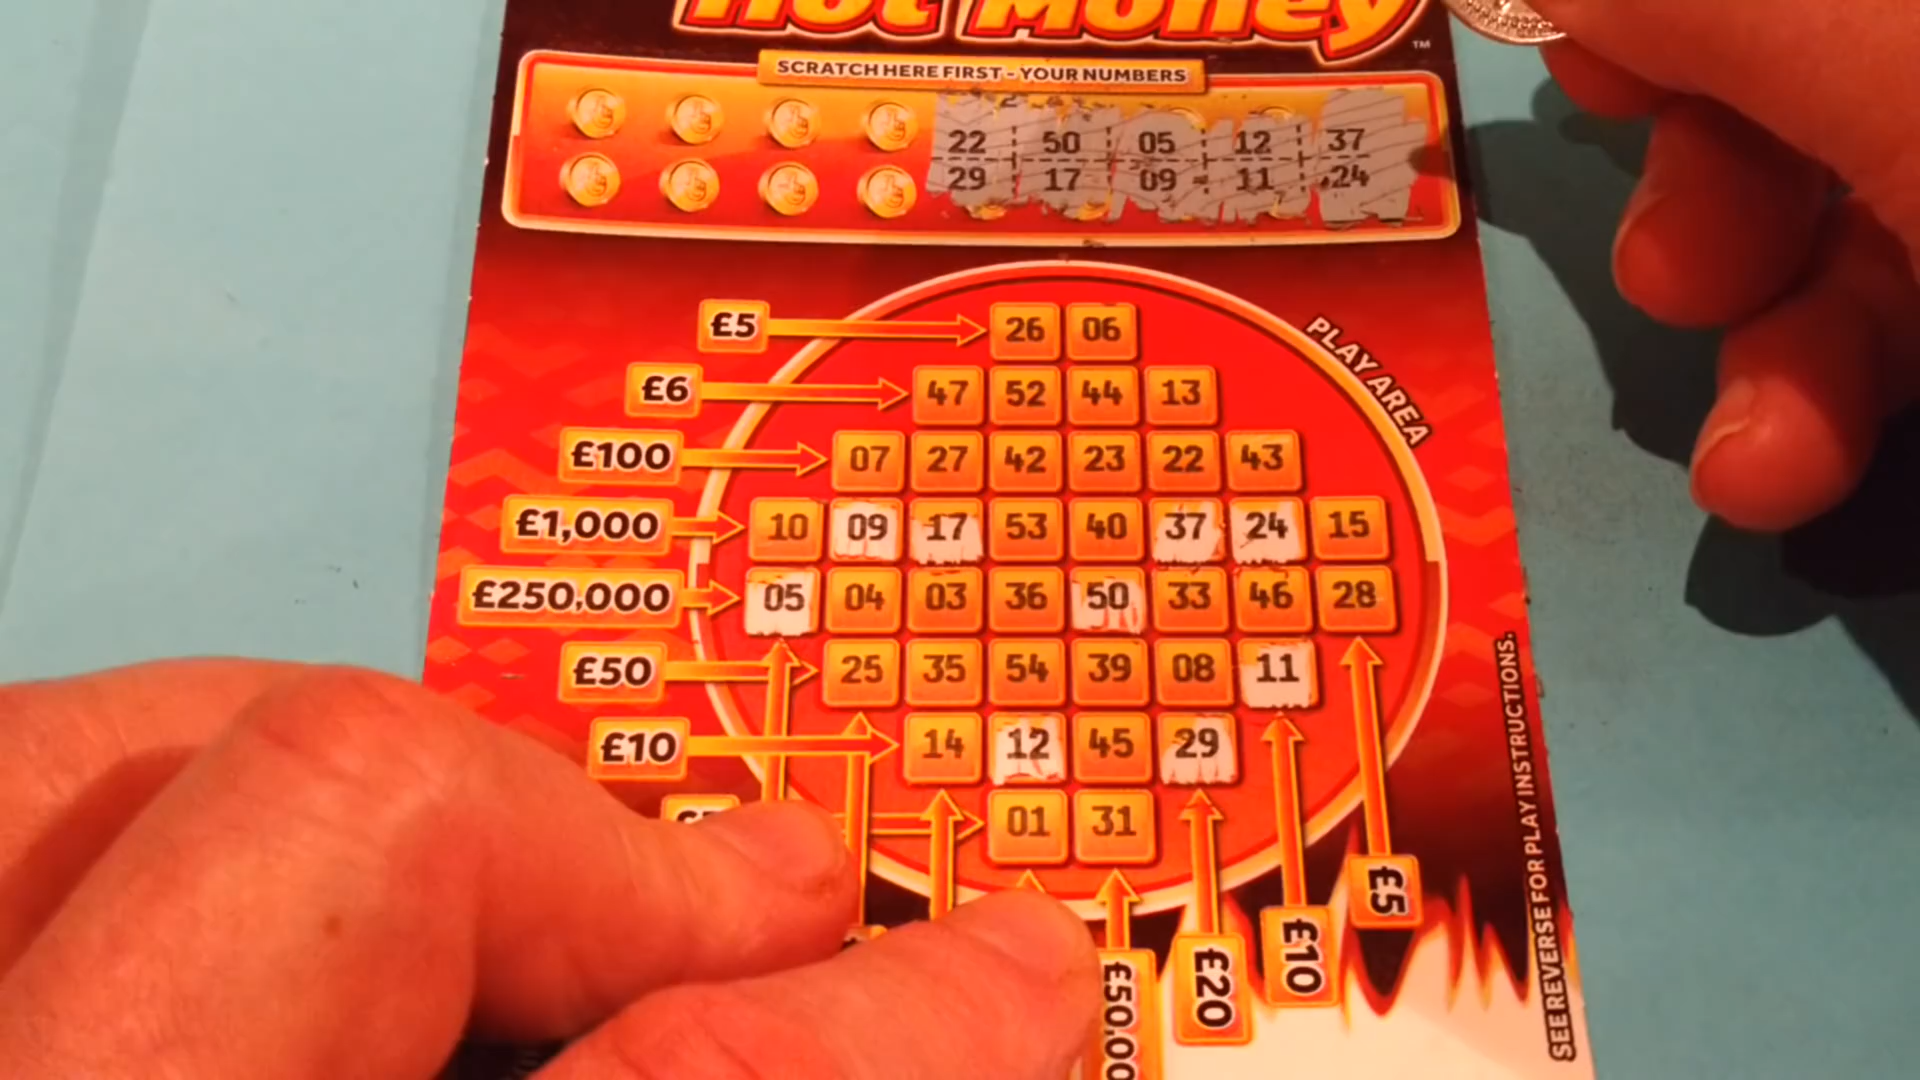 Hot Money
TM
SCRATCH HERE FIRST - YOUR NUMBERS
22 50 05 12 37
29 17 09 11 24
PLAY AREA
£5 26 06
£6 47 52 44 13
£100 07 27 42 23 22 43
£1,000 10 09 17 53 40 37 24 15
£250,000 05 04 03 36 50 33 46 28
£50 25 35 54 39 08 11
£10 14 12 45 29
01 31
£20
£10
£5
SEE REVERSE FOR PLAY INSTRUCTIONS.